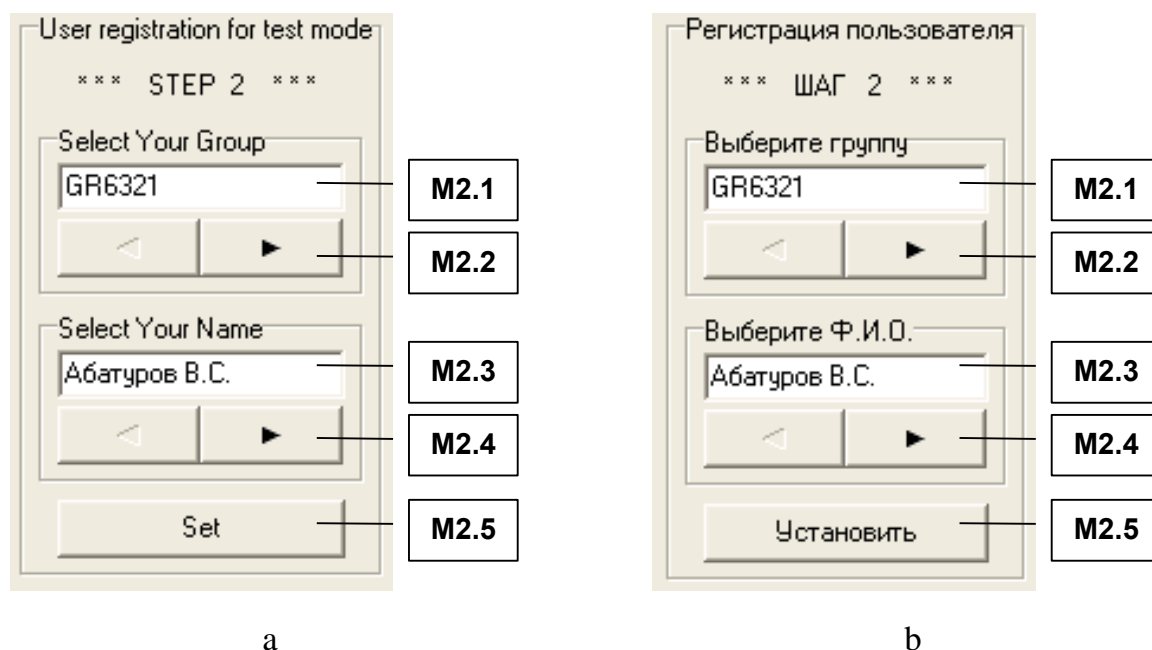 User registration for test mode
*** STEP 2 ***
Select Your Group
GR6321
M2.1
M2.2
Select Your Name
Абатуров В.С.
M2.3
M2.4
Set
M2.5
a
Регистрация пользователя
*** ШАГ 2 ***
Выберите группу
GR6321
M2.1
M2.2
Выберите Ф.И.О.
Абатуров В.С.
M2.3
M2.4
Установить
M2.5
b